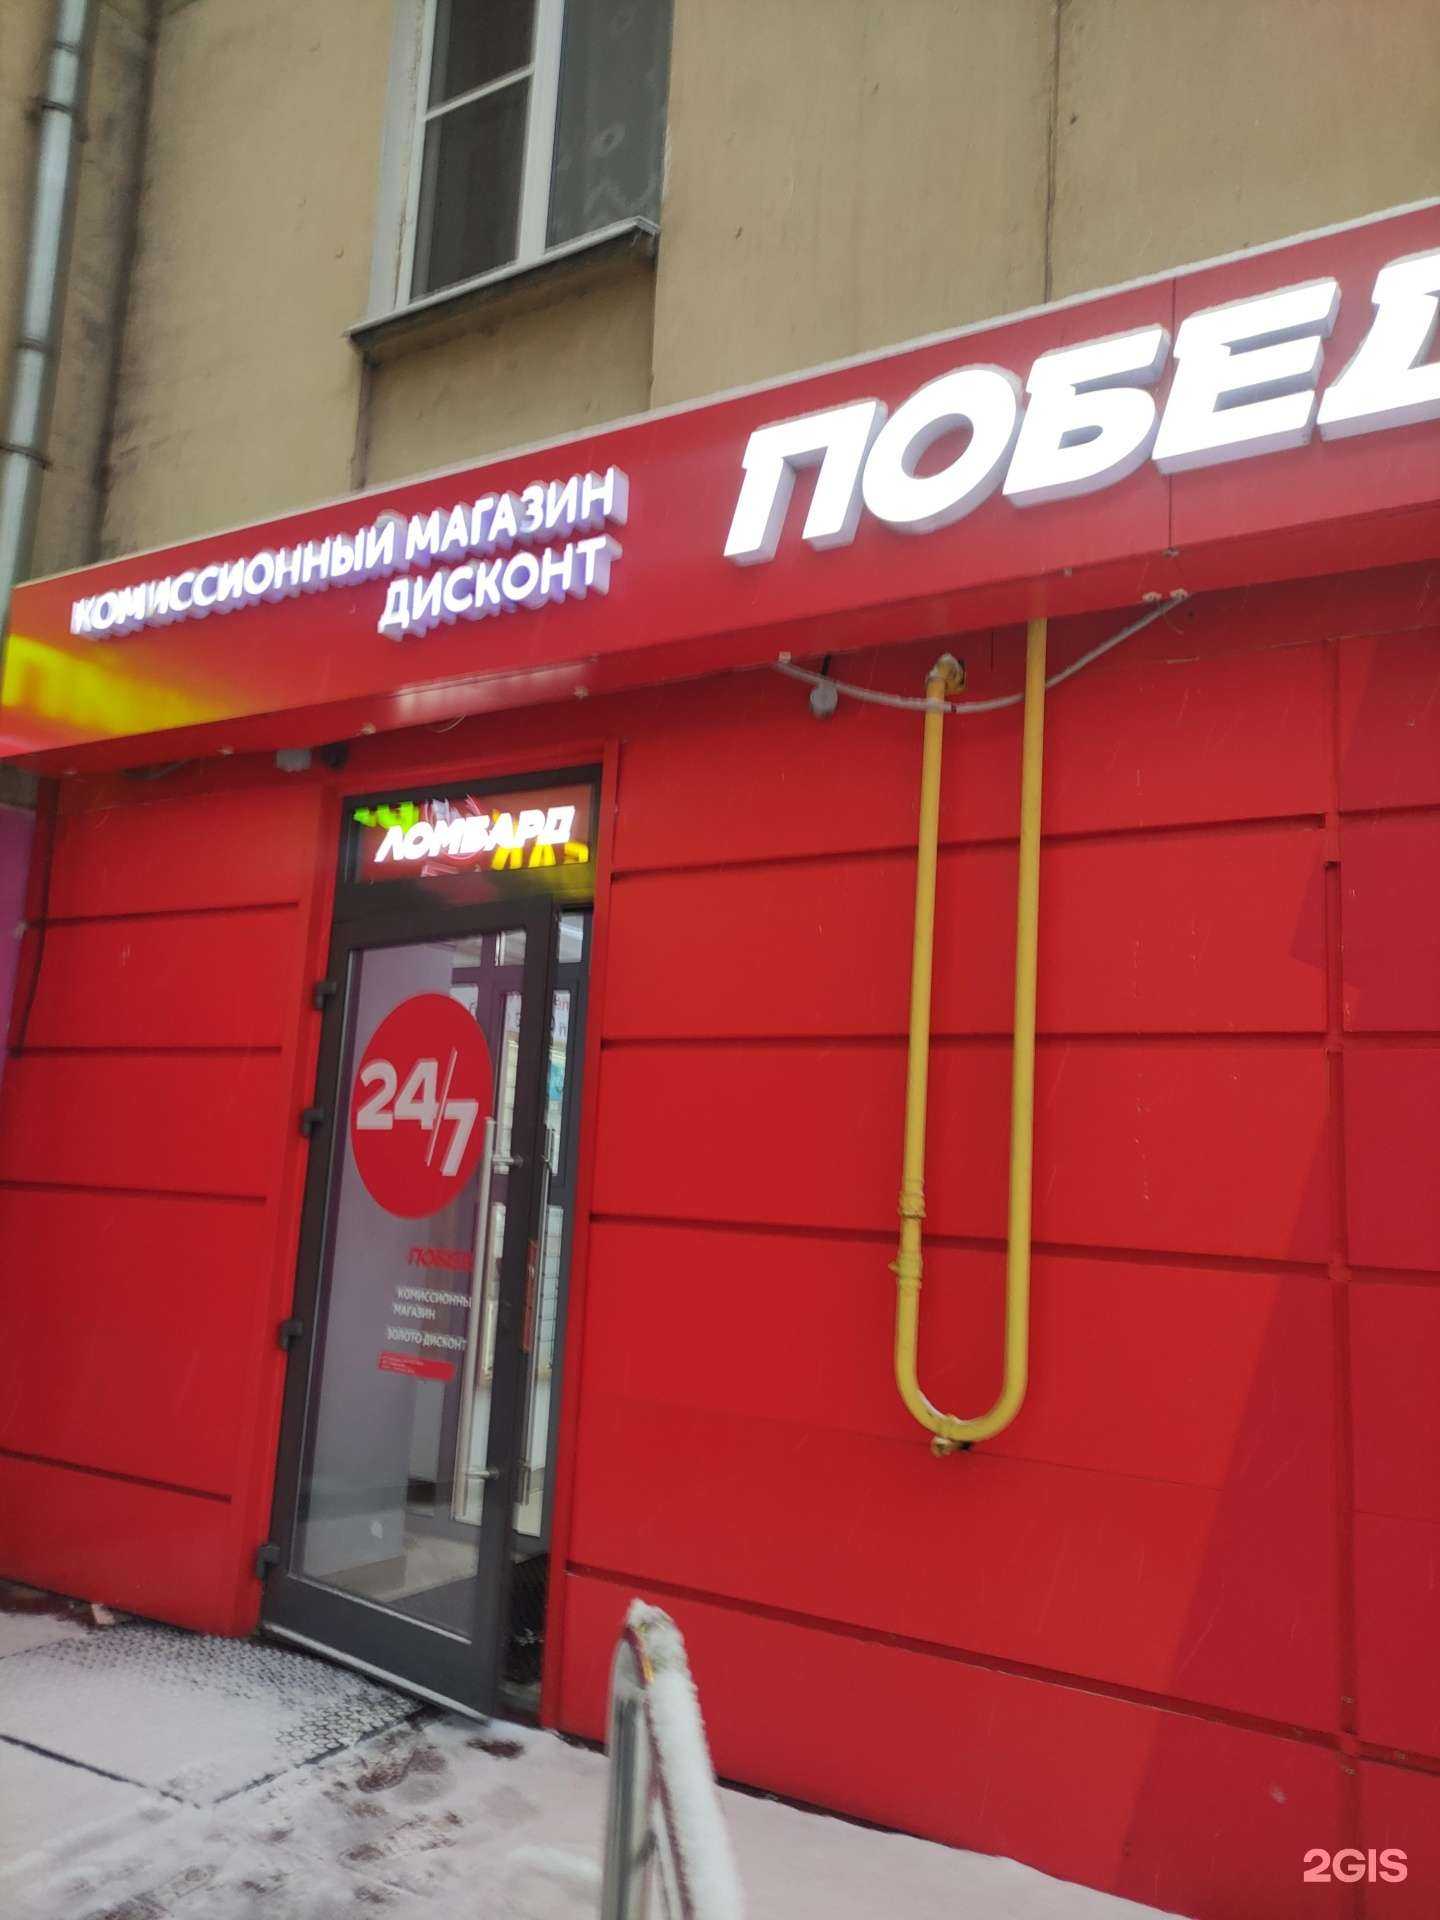 КОМИССИОННЫЙ МАГАЗИН
ДИСКОНТ
ПОБЕД
ЛОМБАРД
24/7
ПОБЕД
КОМИССИОННЫ
МАГАЗИН
ЗОЛОТО-ДИСКОНТ
2GIS